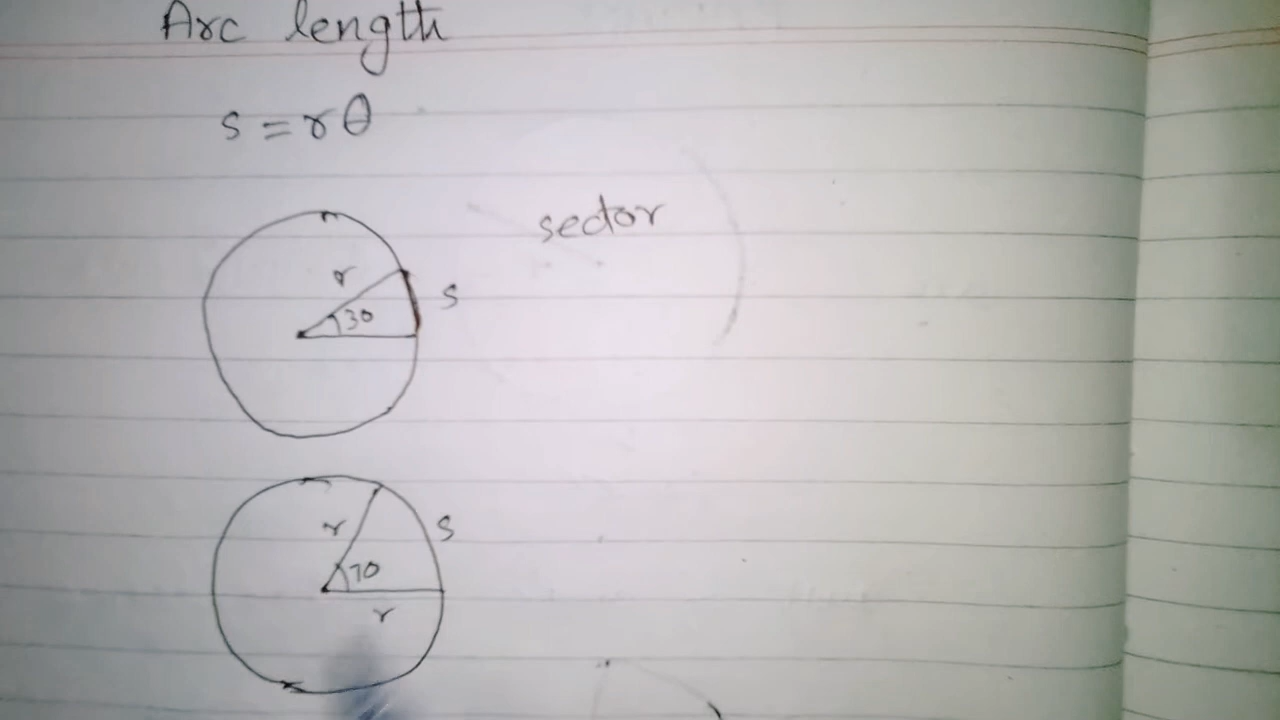 Arc length
s = rθ
sector
r
30
s
r
s
70
r